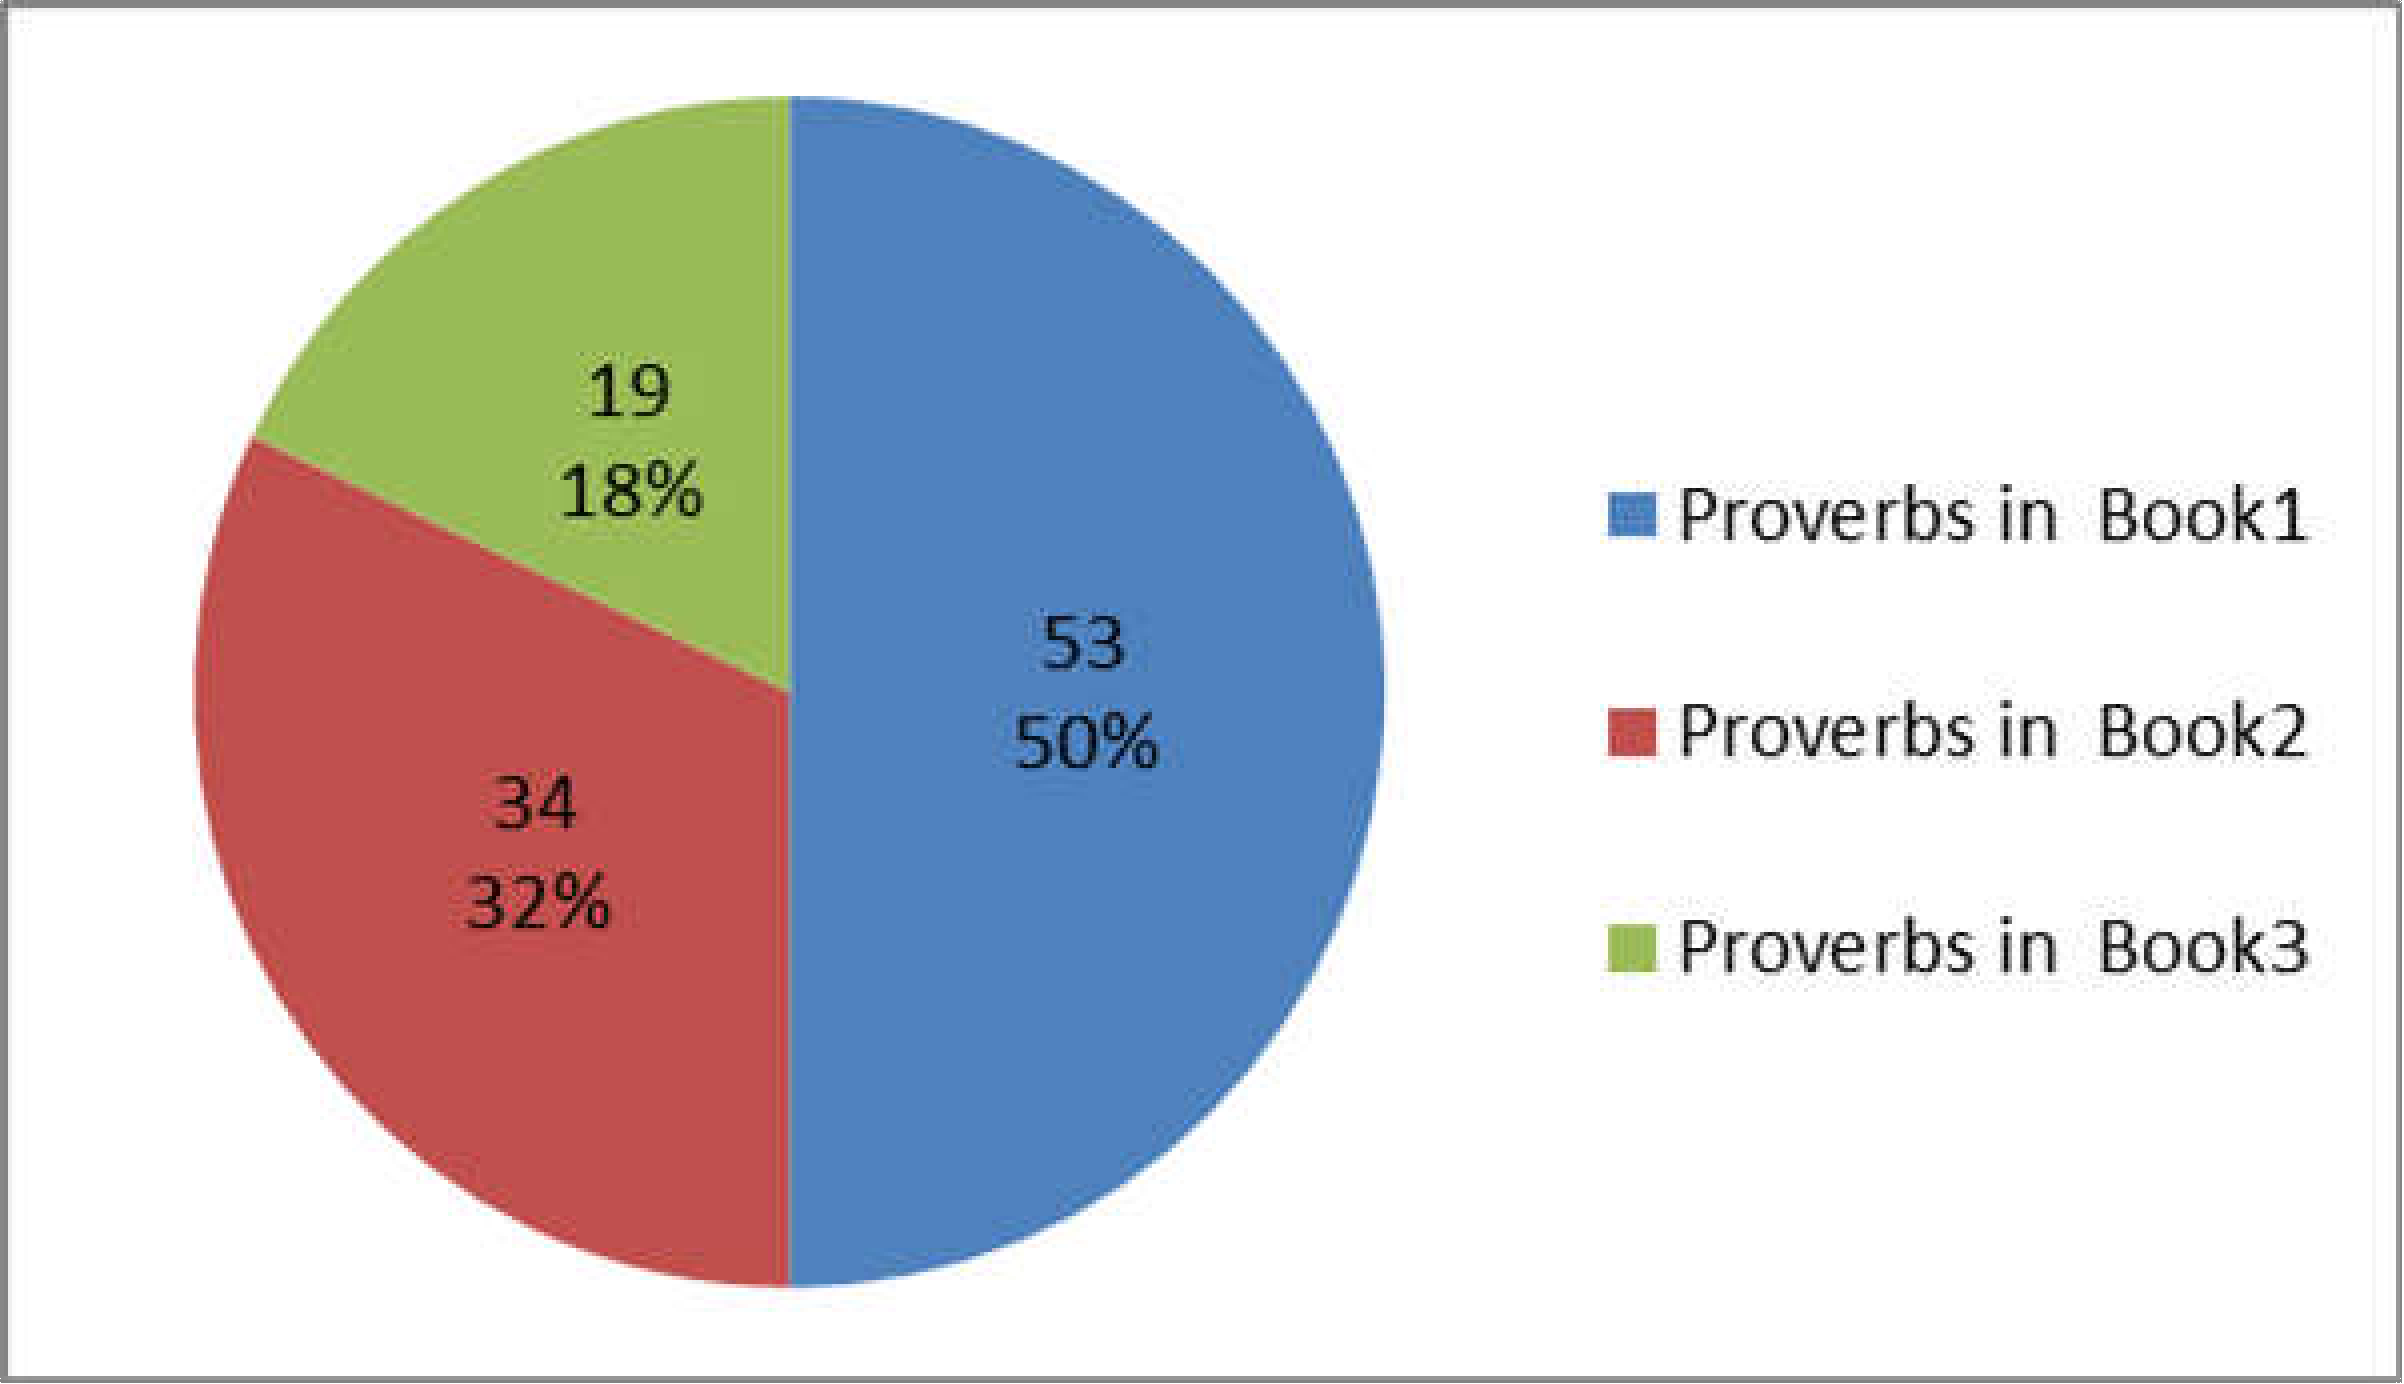 19
18%
53
50%
34
32%
Proverbs in  Book1
Proverbs in  Book2
Proverbs in  Book3